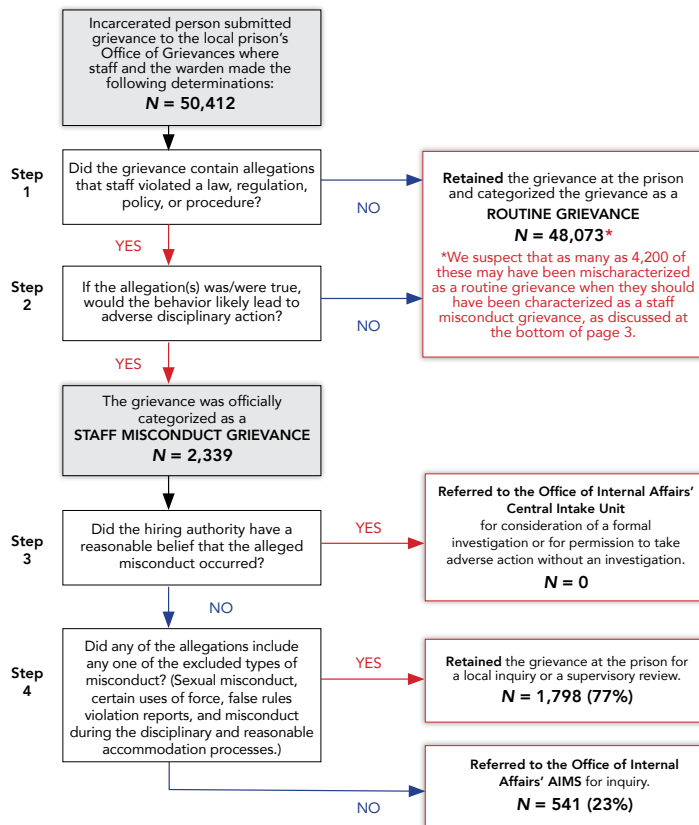 Incarcerated person submitted
grievance to the local prison's
Office of Grievances where
staff and the warden made the
following determinations:
N = 50,412
Step
1
Did the grievance contain allegations
that staff violated a law, regulation,
policy, or procedure?
NO
YES
Retained the grievance at the prison
and categorized the grievance as a
ROUTINE GRIEVANCE
N = 48,073*
*We suspect that as many as 4,200 of
these may have been mischaracterized
as a routine grievance when they should
have been characterized as a staff
misconduct grievance, as discussed at
the bottom of page 3.
Step
2
If the allegation(s) was/were true,
would the behavior likely lead to
adverse disciplinary action?
NO
YES
The grievance was officially
categorized as a
STAFF MISCONDUCT GRIEVANCE
N = 2,339
Step
3
Did the hiring authority have a
reasonable belief that the alleged
misconduct occurred?
YES
NO
Referred to the Office of Internal Affairs'
Central Intake Unit
for consideration of a formal
investigation or for permission to take
adverse action without an investigation.
N = 0
Step
4
Did any of the allegations include
any one of the excluded types of
misconduct? (Sexual misconduct,
certain uses of force, false rules
violation reports, and misconduct
during the disciplinary and reasonable
accommodation processes.)
YES
Retained the grievance at the prison for
a local inquiry or a supervisory review.
N = 1,798 (77%)
NO
Referred to the Office of Internal
Affairs' AIMS for inquiry.
N = 541 (23%)